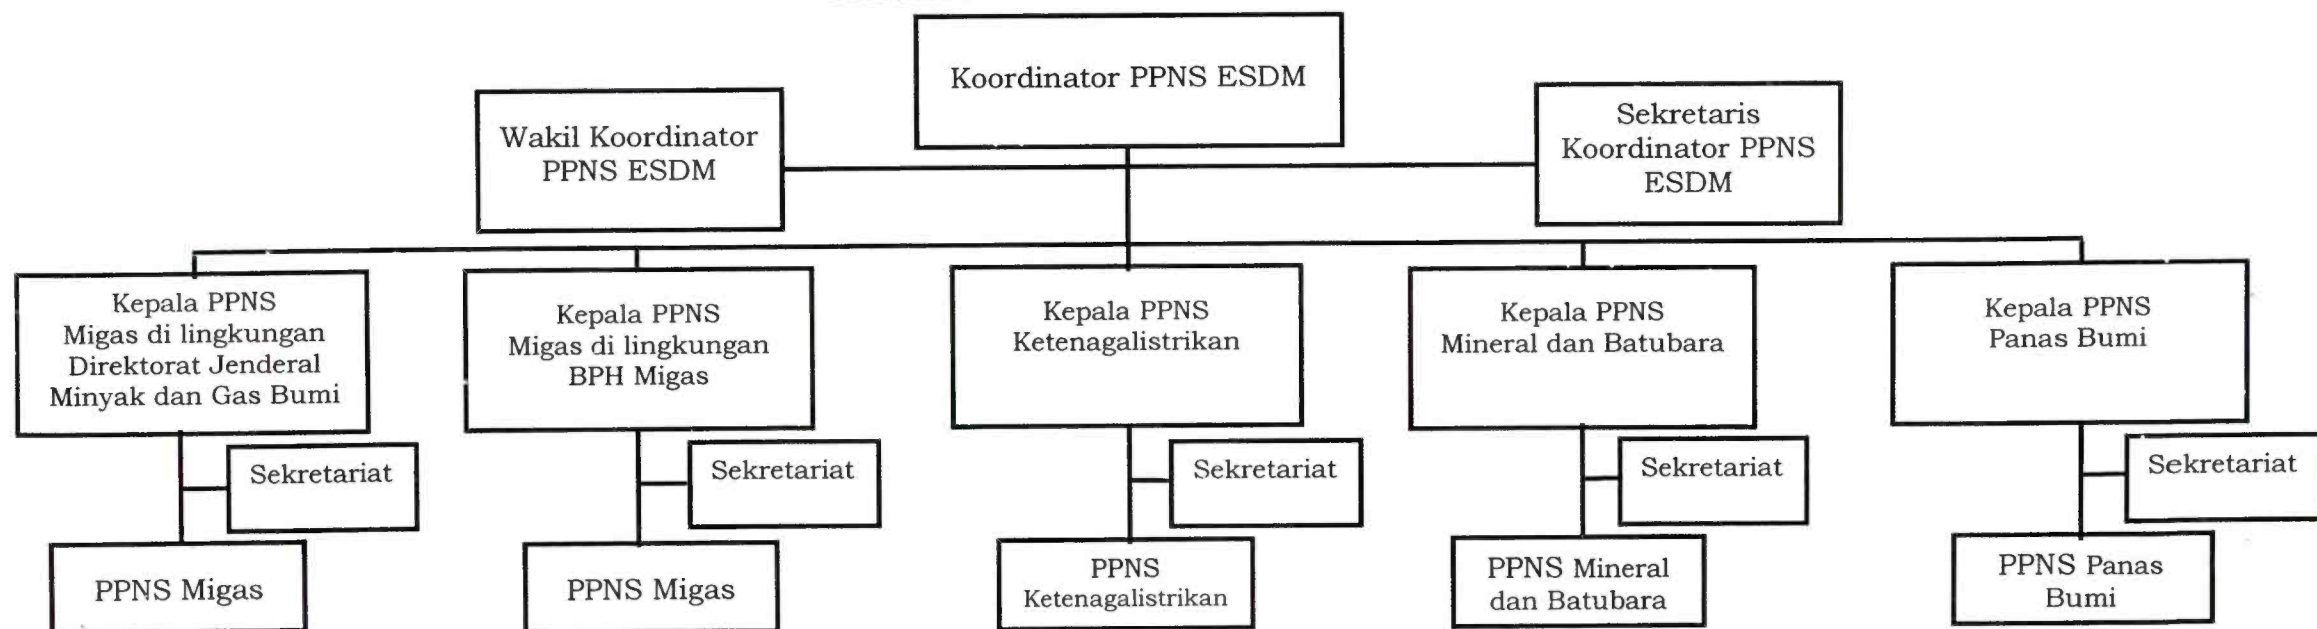 Koordinator PPNS ESDM
Wakil Koordinator
PPNS ESDM
Sekretaris
Koordinator PPNS
ESDM
Kepala PPNS
Migas di lingkungan
Direktorat Jenderal
Minyak dan Gas Bumi
Kepala PPNS
Migas di lingkungan
BPH Migas
Kepala PPNS
Ketenagalistrikan
Kepala PPNS
Mineral dan Batubara
Kepala PPNS
Panas Bumi
Sekretariat
Sekretariat
Sekretariat
Sekretariat
Sekretariat
PPNS Migas
PPNS Migas
PPNS
Ketenagalistrikan
PPNS Mineral
dan Batubara
PPNS Panas
Bumi